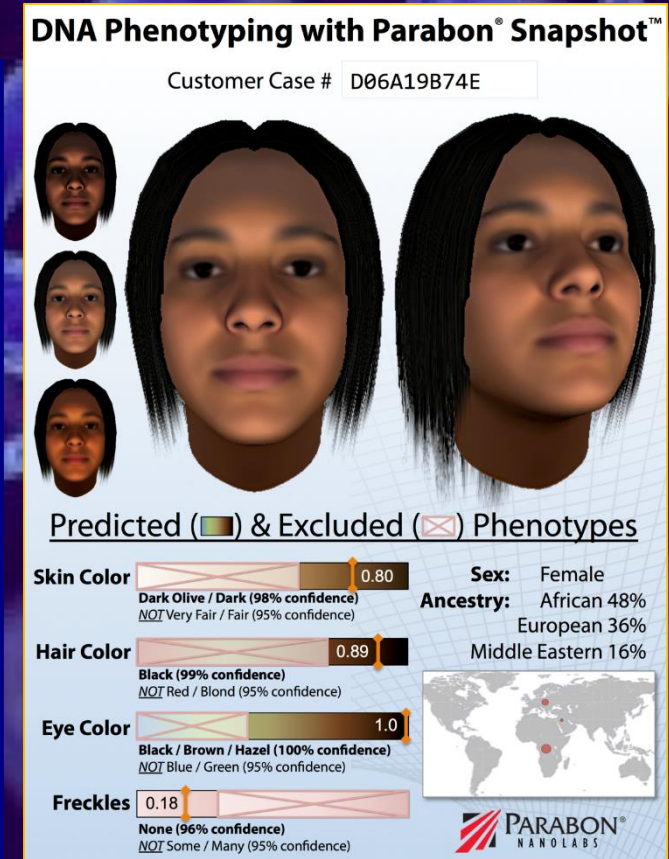 DNA Phenotyping with Parabon® Snapshot™
Customer Case # D06A19B74E
Predicted ( ) & Excluded ( ) Phenotypes
Skin Color 0.80
Dark Olive / Dark (98% confidence)
NOT Very Fair / Fair (95% confidence)
Hair Color 0.89
Black (99% confidence)
NOT Red / Blond (95% confidence)
Eye Color 1.0
Black / Brown / Hazel (100% confidence)
NOT Blue / Green (95% confidence)
Freckles 0.18
None (96% confidence)
NOT Some / Many (95% confidence)
Sex: Female
Ancestry: African 48%
European 36%
Middle Eastern 16%
PARABON®
NANOLABS